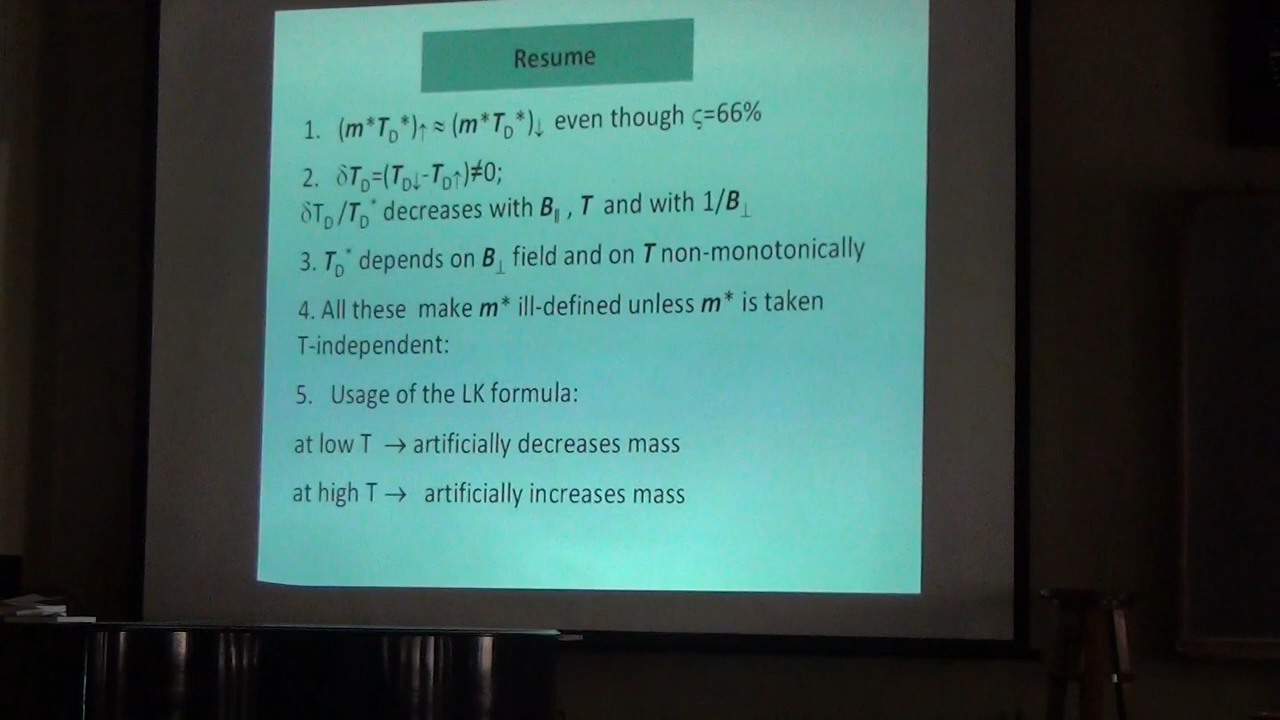 Resume
1. (m*T_D*)↑ ≈ (m*T_D*)↓ even though ς=66%
2. δT_D=(T_D↓-T_D↑)≠0;
δT_D/T_D* decreases with B_∥ , T and with 1/B_⊥
3. T_D* depends on B_⊥ field and on T non-monotonically
4. All these make m* ill-defined unless m* is taken
T-independent:
5. Usage of the LK formula:
at low T → artificially decreases mass
at high T → artificially increases mass